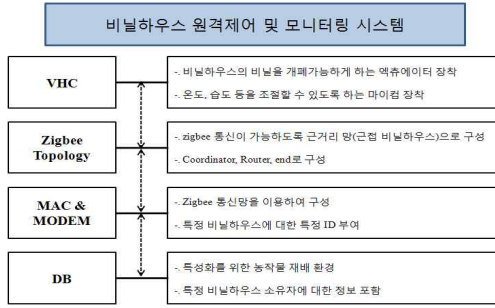 비닐하우스 원격제어 및 모니터링 시스템
VHC
-. 비닐하우스의 비닐을 개폐가능하게 하는 엑츄에이터 장착
-. 온도, 습도 등을 조절할 수 있도록 하는 마이컴 장착
Zigbee
Topology
-. zigbee 통신이 가능하도록 근거리 망(근접 비닐하우스)으로 구성
-. Coordinator, Router, end로 구성
MAC &
MODEM
-. Zigbee 통신망을 이용하여 구성
-. 특정 비닐하우스에 대한 특정 ID 부여
DB
-. 특성화를 위한 농작물 재배 환경
-. 특정 비닐하우스 소유자에 대한 정보 포함